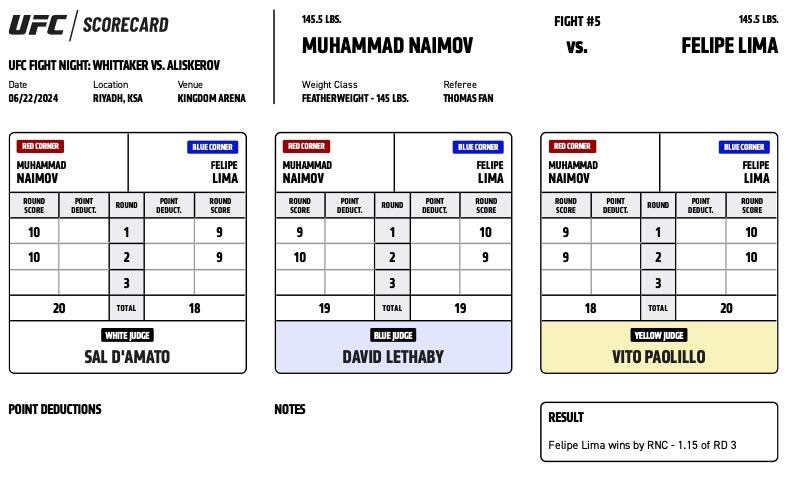 UFC / SCORECARD
UFC FIGHT NIGHT: WHITTAKER VS. ALISKEROV
Date Location Venue
06/22/2024 RIYADH, KSA KINGDOM ARENA
145.5 LBS. FIGHT #5 145.5 LBS.
MUHAMMAD NAIMOV VS. FELIPE LIMA
Weight Class Referee
FEATHERWEIGHT - 145 LBS. THOMAS FAN
RED CORNER BLUE CORNER
MUHAMMAD FELIPE
NAIMOV LIMA
ROUND POINT ROUND POINT ROUND
SCORE DEDUCT. DEDUCT. SCORE
10 1 9
10 2 9
3
20 TOTAL 18
WHITE JUDGE
SAL D'AMATO
RED CORNER BLUE CORNER
MUHAMMAD FELIPE
NAIMOV LIMA
ROUND POINT ROUND POINT ROUND
SCORE DEDUCT. DEDUCT. SCORE
9 1 10
10 2 9
3
19 TOTAL 19
BLUE JUDGE
DAVID LETHABY
RED CORNER BLUE CORNER
MUHAMMAD FELIPE
NAIMOV LIMA
ROUND POINT ROUND POINT ROUND
SCORE DEDUCT. DEDUCT. SCORE
9 1 10
9 2 10
3
18 TOTAL 20
YELLOW JUDGE
VITO PAOLILLO
POINT DEDUCTIONS
NOTES
RESULT
Felipe Lima wins by RNC - 1.15 of RD 3